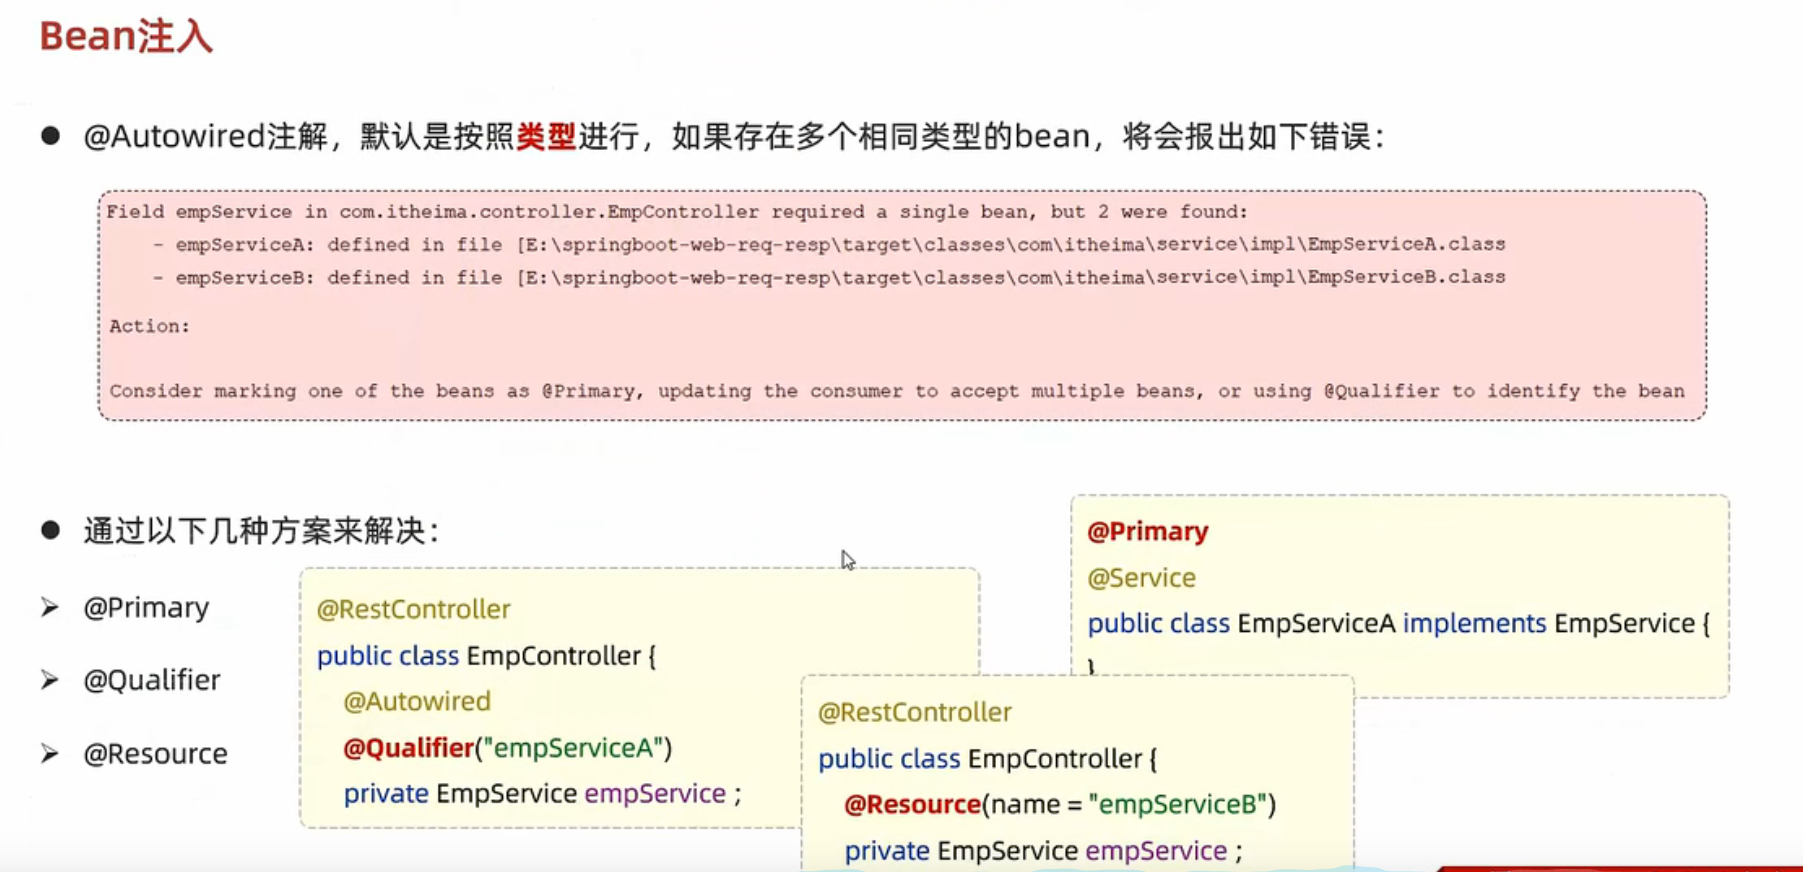 Bean注入
● @Autowired注解，默认是按照类型进行，如果存在多个相同类型的bean，将会报出如下错误：
Field empService in com.itheima.controller.EmpController required a single bean, but 2 were found:
- empServiceA: defined in file [E:\springboot-web-req-resp\target\classes\com\itheima\service\impl\EmpServiceA.class
- empServiceB: defined in file [E:\springboot-web-req-resp\target\classes\com\itheima\service\impl\EmpServiceB.class
Action:
Consider marking one of the beans as @Primary, updating the consumer to accept multiple beans, or using @Qualifier to identify the bean
● 通过以下几种方案来解决：
➢ @Primary
➢ @Qualifier
➢ @Resource
@RestController
public class EmpController {
@Autowired
@Qualifier("empServiceA")
private EmpService empService ;
@RestController
public class EmpController {
@Resource(name = "empServiceB")
private EmpService empService ;
@Primary
@Service
public class EmpServiceA implements EmpService {
}